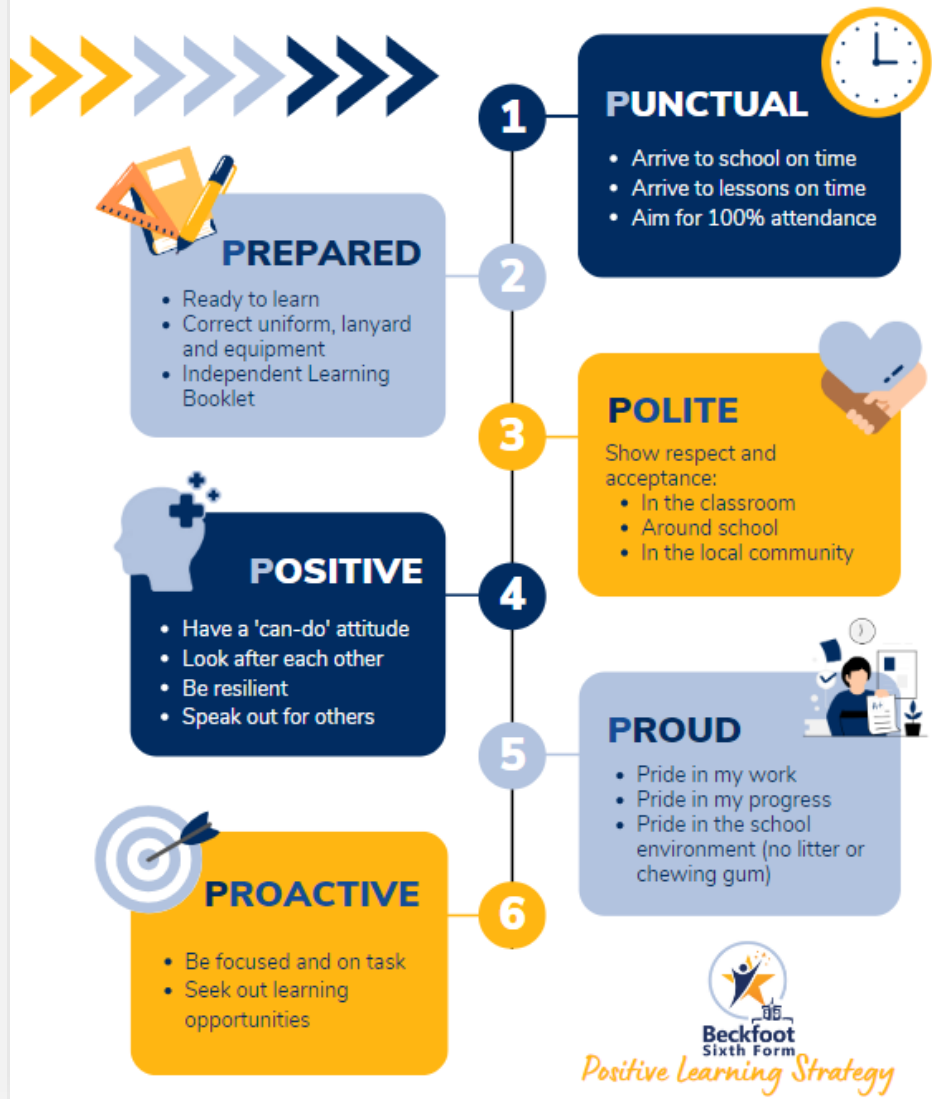 1
PUNCTUAL
• Arrive to school on time
• Arrive to lessons on time
• Aim for 100% attendance
2
PREPARED
• Ready to learn
• Correct uniform, lanyard
and equipment
• Independent Learning
Booklet
3
POLITE
Show respect and
acceptance:
• In the classroom
• Around school
• In the local community
4
POSITIVE
• Have a 'can-do' attitude
• Look after each other
• Be resilient
• Speak out for others
5
PROUD
A+
• Pride in my work
• Pride in my progress
• Pride in the school
environment (no litter or
chewing gum)
6
PROACTIVE
• Be focused and on task
• Seek out learning
opportunities
Beckfoot
Sixth Form
Positive Learning Strategy